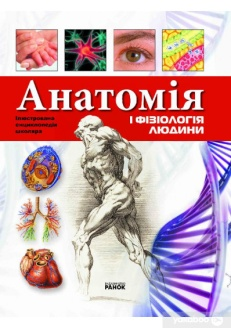 Анатомія
Ілюстрована
енциклопедія
школяра
І ФІЗІОЛОГІЯ
ЛЮДИНИ
РАНОК